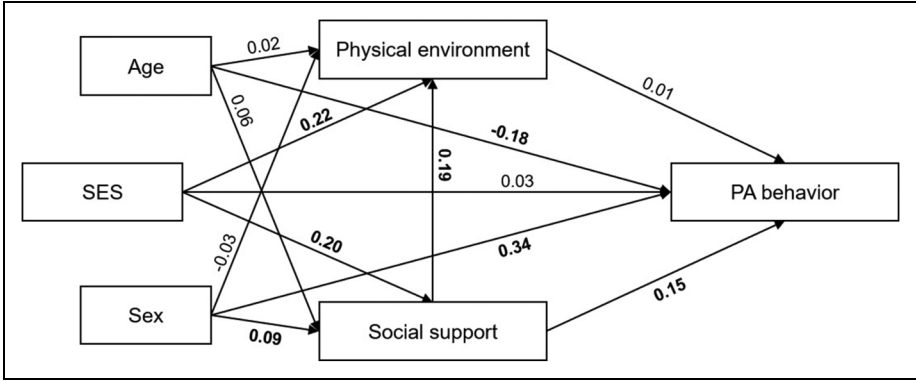 Physical environment
0.02
Age
0.06
0.01
0.22
-0.18
0.19
SES
0.03
PA behavior
0.20
-0.03
0.34
Sex
0.09
Social support
0.15